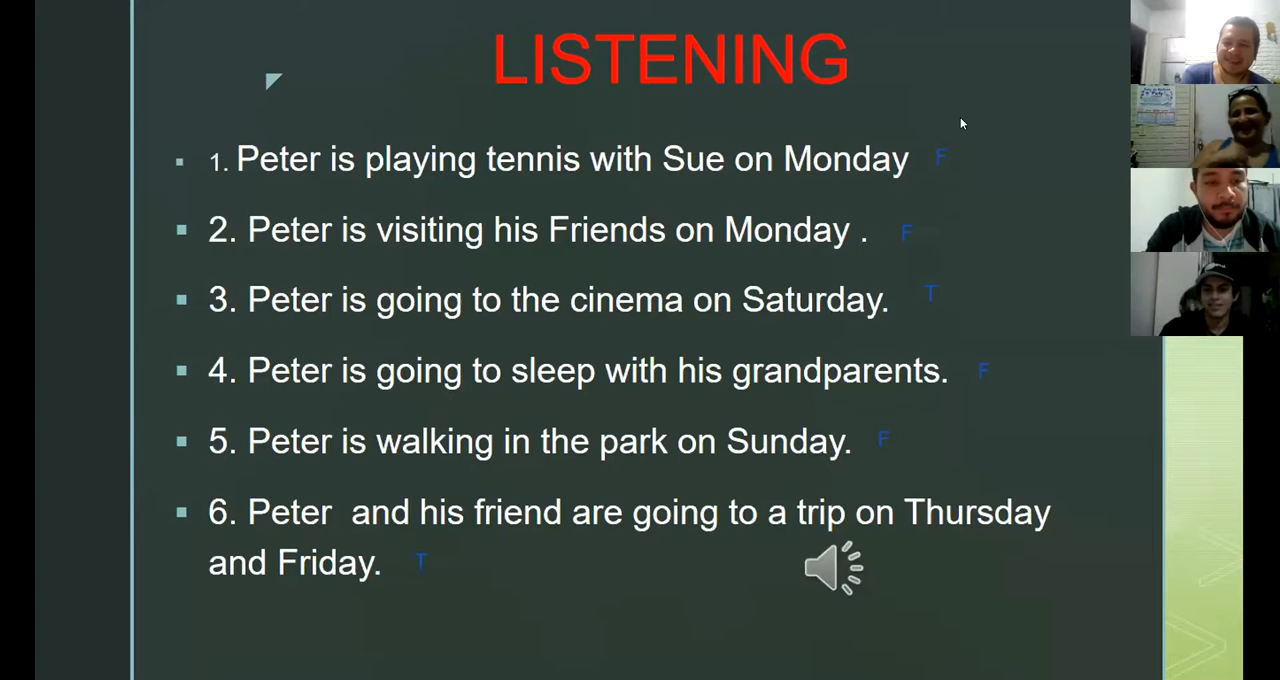 LISTENING
1. Peter is playing tennis with Sue on Monday F
2. Peter is visiting his Friends on Monday . F
3. Peter is going to the cinema on Saturday. T
4. Peter is going to sleep with his grandparents. F
5. Peter is walking in the park on Sunday. F
6. Peter and his friend are going to a trip on Thursday
and Friday. T